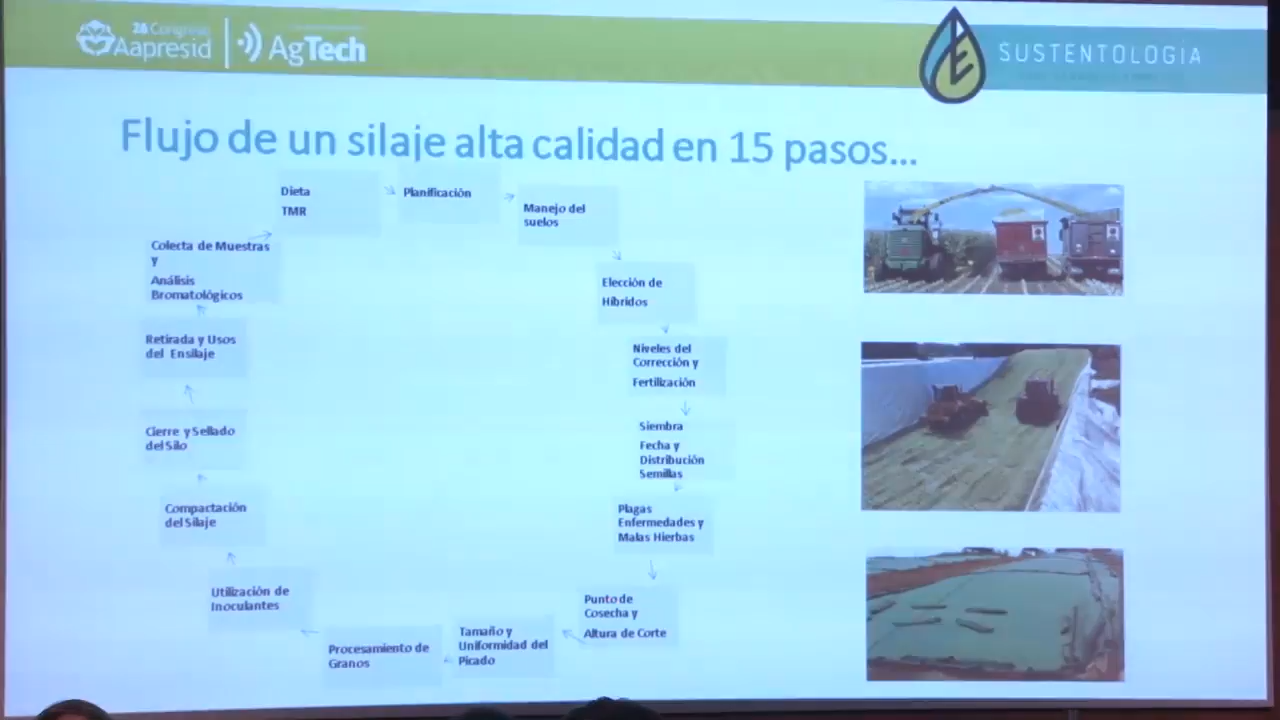 26 Congreso
Aapresid
AgTech
SUSTENTOLOGÍA
Flujo de un silaje alta calidad en 15 pasos...
Dieta
TMR
Planificación
Manejo del
suelos
Elección de
Híbridos
Niveles del
Corrección y
Fertilización
Siembra
Fecha y
Distribución
Semillas
Plagas
Enfermedades y
Malas Hierbas
Punto de
Cosecha y
Altura de Corte
Tamaño y
Uniformidad del
Picado
Procesamiento de
Granos
Utilización de
Inoculantes
Compactación
del Silaje
Cierre y Sellado
del Silo
Retirada y Usos
del Ensilaje
Colecta de Muestras
y
Análisis
Bromatológicos